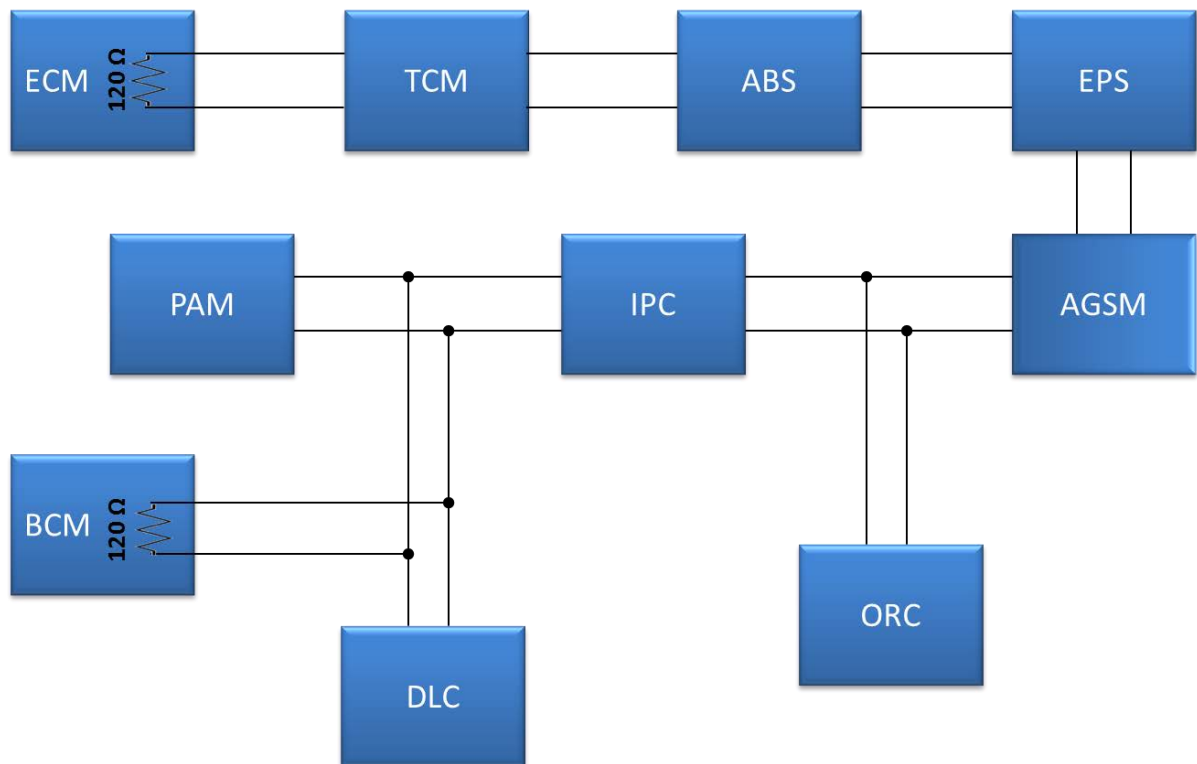 ECM
120 Ω
TCM
ABS
EPS
PAM
IPC
AGSM
BCM
120 Ω
ORC
DLC